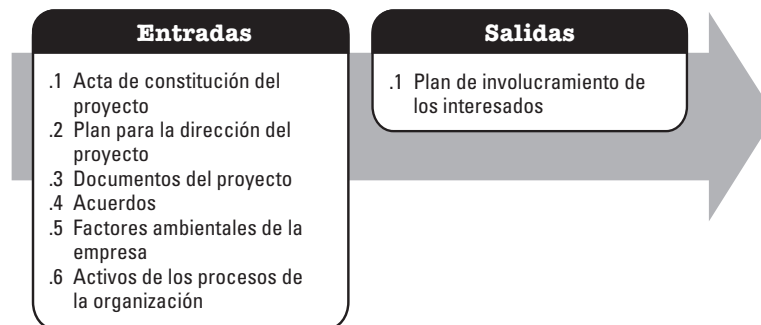 Entradas
.1 Acta de constitución del
proyecto
.2 Plan para la dirección del
proyecto
.3 Documentos del proyecto
.4 Acuerdos
.5 Factores ambientales de la
empresa
.6 Activos de los procesos de
la organización
Salidas
.1 Plan de involucramiento de
los interesados